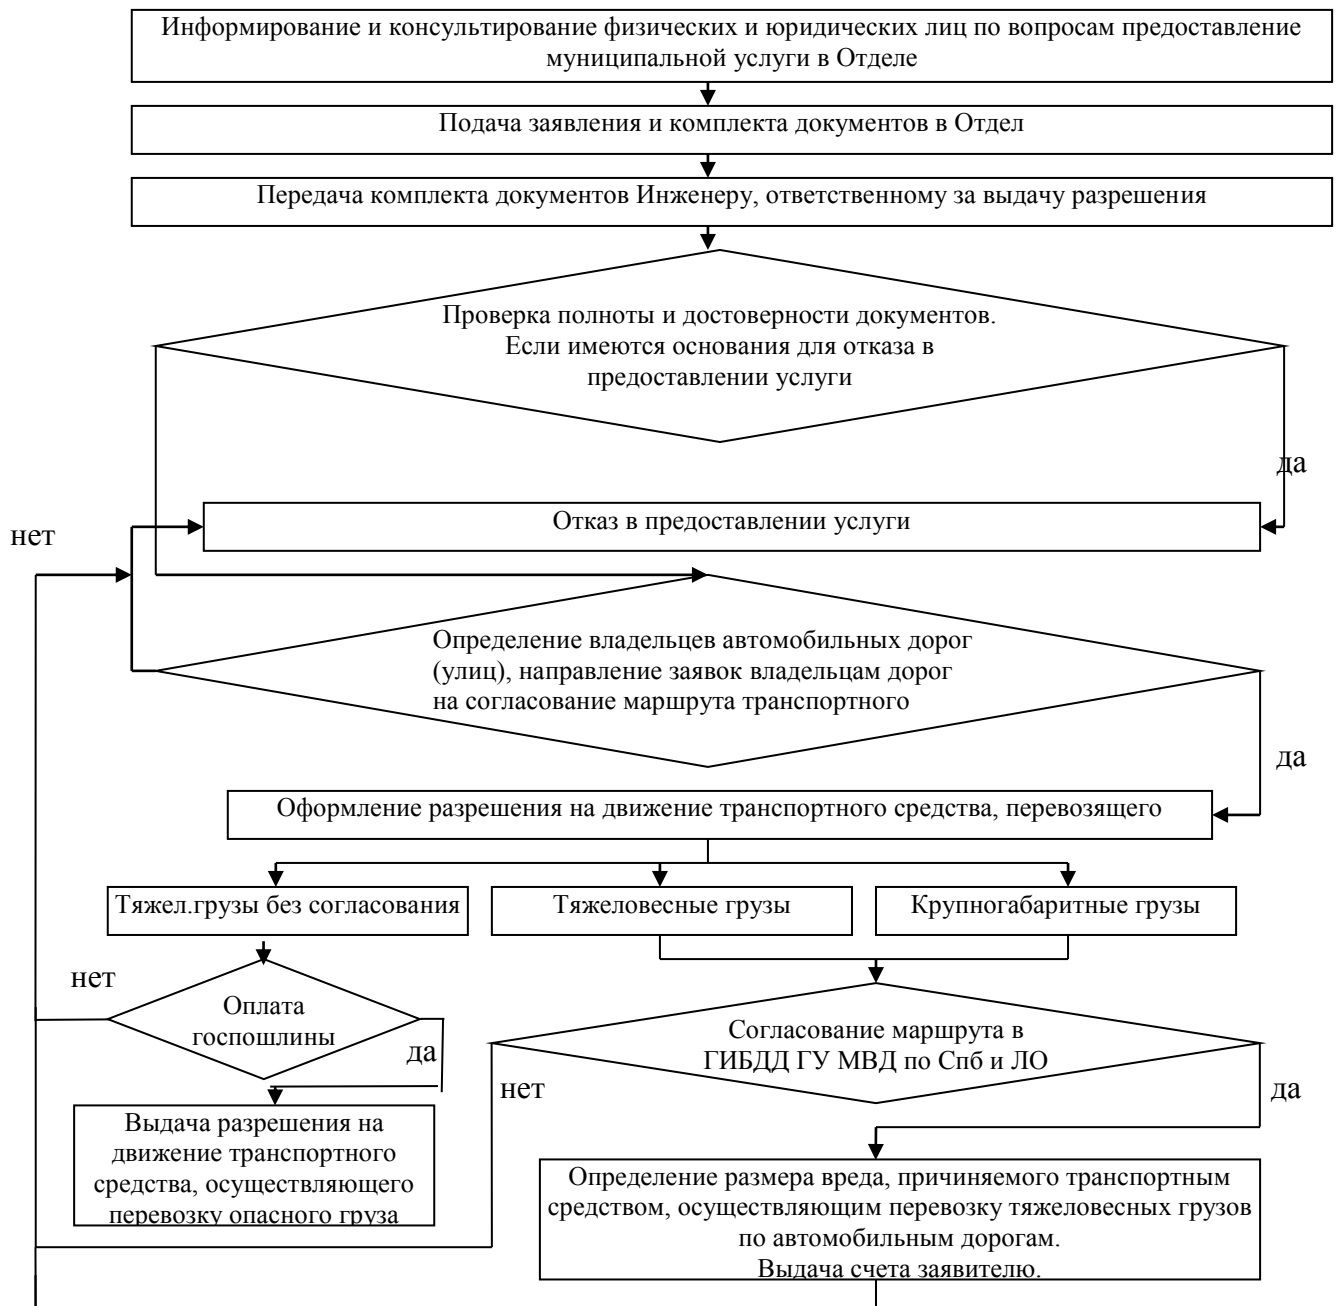 Информирование и консультирование физических и юридических лиц по вопросам предоставление
муниципальной услуги в Отделе
Подача заявления и комплекта документов в Отдел
Передача комплекта документов Инженеру, ответственному за выдачу разрешения
Проверка полноты и достоверности документов.
Если имеются основания для отказа в
предоставлении услуги
да
Отказ в предоставлении услуги
нет
Определение владельцев автомобильных дорог
(улиц), направление заявок владельцам дорог
на согласование маршрута транспортного
да
Оформление разрешения на движение транспортного средства, перевозящего
Тяжел.грузы без согласования
Тяжеловесные грузы
Крупногабаритные грузы
нет
Оплата
госпошлины
да
Согласование маршрута в
ГИБДД ГУ МВД по Спб и ЛО
нет
да
Выдача разрешения на
движение транспортного
средства, осуществляющего
перевозку опасного груза
Определение размера вреда, причиняемого транспортным
средством, осуществляющим перевозку тяжеловесных грузов
по автомобильным дорогам.
Выдача счета заявителю.